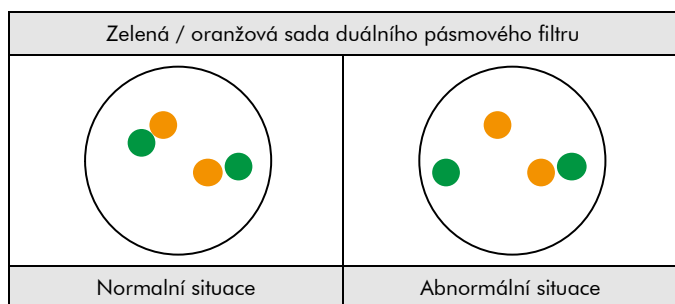 Zelená / oranžová sada duálního pásmového filtru
Normalní situace
Abnormální situace